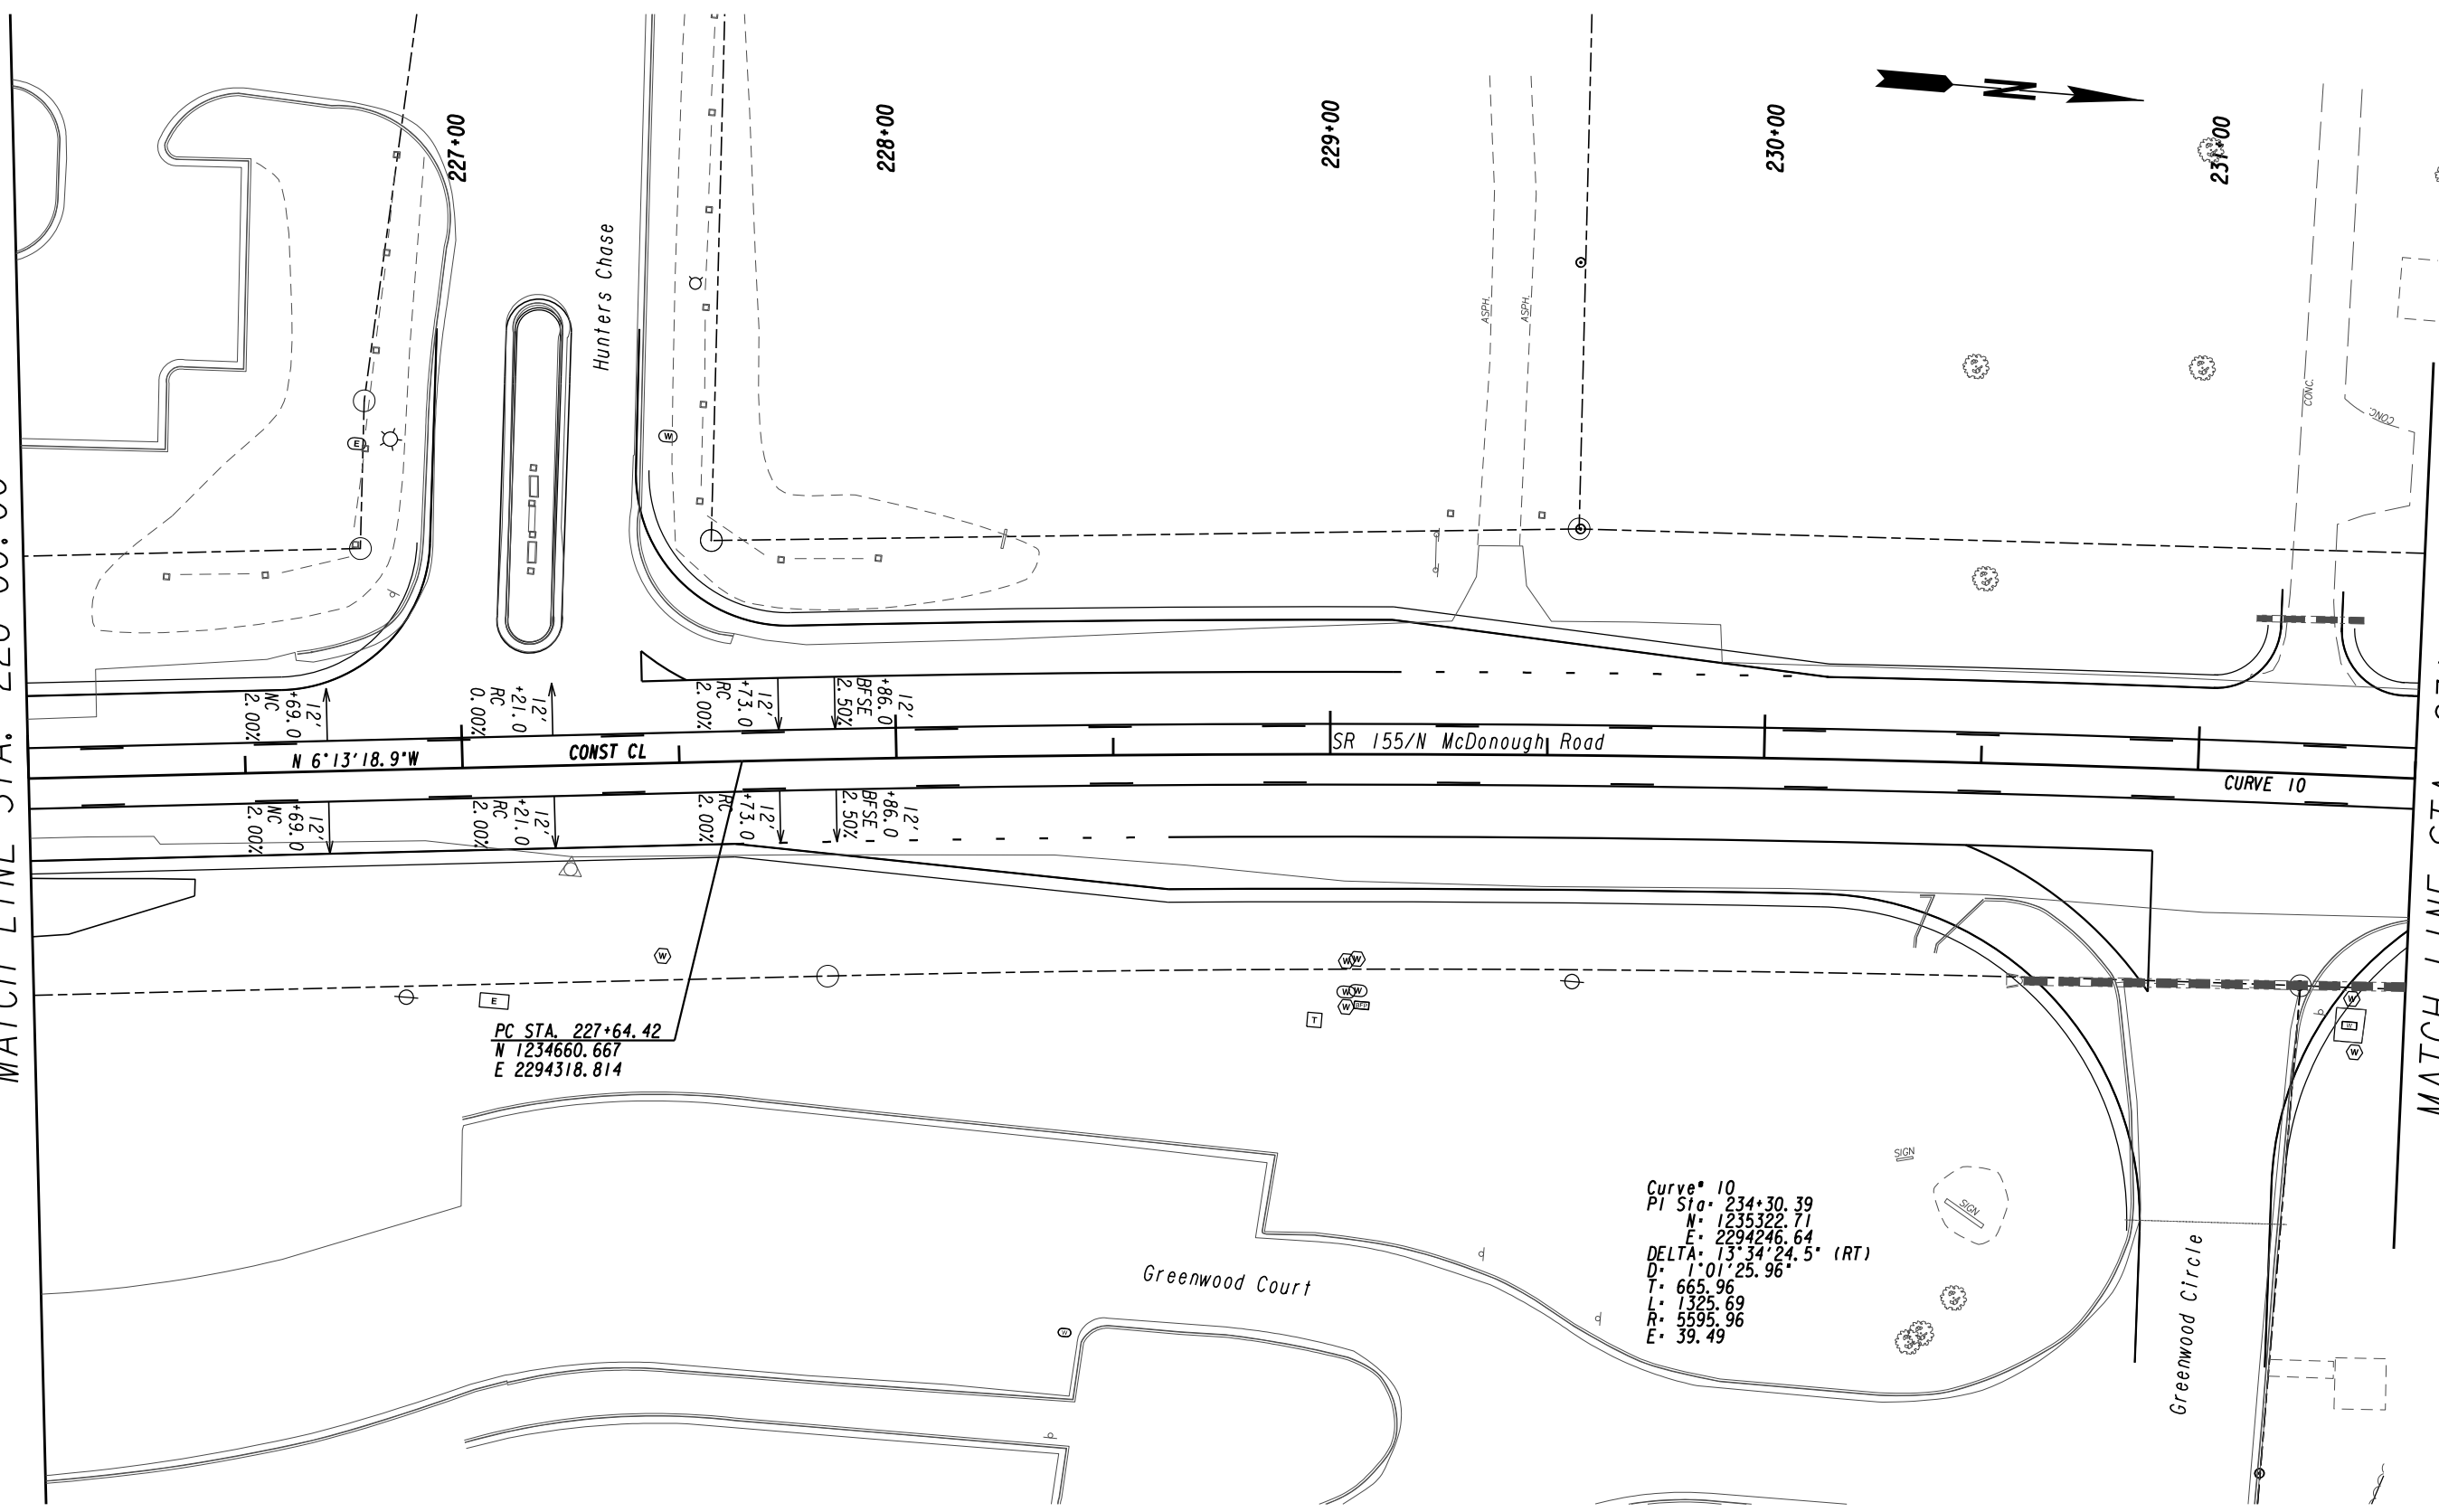 227+00
228+00
229+00
230+00
231+00
N
Hunters Chase
ASPH.
ASPH.
CONC.
CONC.
E
W
MATCH LINE STA.
12'
+69.0
NC
2.00%
12'
+21.0
RC
0.00%
12'
+73.0
RC
2.00%
12'
+86.0
BFSE
2.50%
N 6°13'18.9"W
CONST CL
SR 155/N McDonough Road
CURVE 10
12'
+69.0
NC
2.00%
12'
+21.0
RC
2.00%
12'
+73.0
RC
2.00%
12'
+86.0
BFSE
2.50%
MATCH LINE STA.
W
E
W
W
W
W
W
T
W
W
W
PC STA. 227+64.42
N 1234660.667
E 2294318.814
SIGN
SIGN
Curve# 10
PI Sta= 234+30.39
N= 1235322.71
E= 2294246.64
DELTA= 13°34'24.5" (RT)
D= 1°01'25.96"
T= 665.96
L= 1325.69
R= 5595.96
E= 39.49
Greenwood Court
Greenwood Circle
W